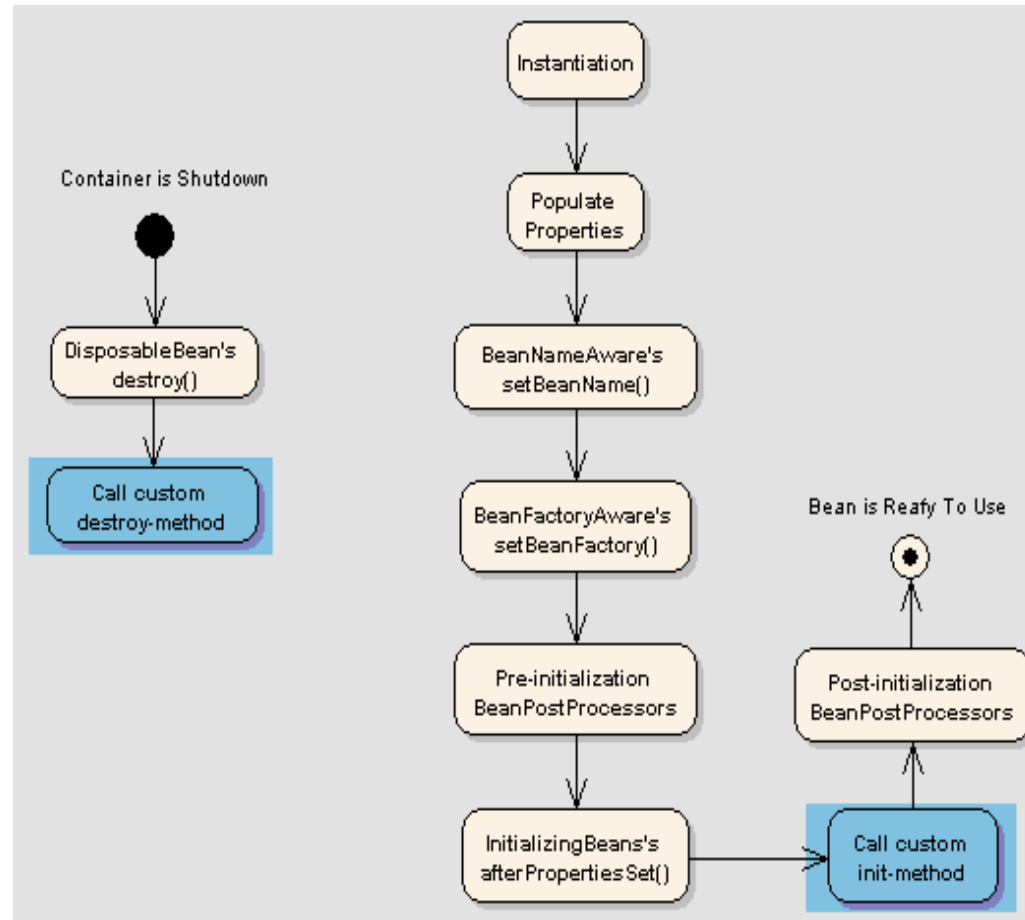 Instantiation
Container is Shutdown
Populate
Properties
DisposableBean's
destroy()
BeanNameAware's
setBeanName()
Call custom
destroy-method
BeanFactoryAware's
setBeanFactory()
Bean is Reafy To Use
Pre-initialization
BeanPostProcessors
Post-initialization
BeanPostProcessors
InitializingBeans's
afterPropertiesSet()
Call custom
init-method